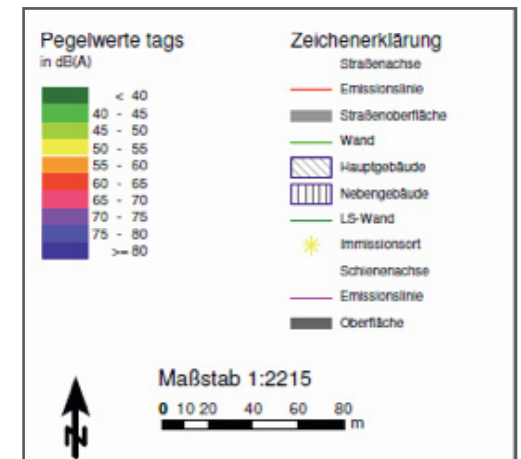 Pegelwerte tags
in dB(A)
< 40
40 - 45
45 - 50
50 - 55
55 - 60
60 - 65
65 - 70
70 - 75
75 - 80
>= 80
Zeichenerklärung
Straßenachse
Emissionslinie
Straßenoberfläche
Wand
Hauptgebäude
Nebengebäude
LS-Wand
Immissionsort
Schienenachse
Emissionslinie
Oberfläche
Maßstab 1:2215
0 10 20 40 60 80
m
N